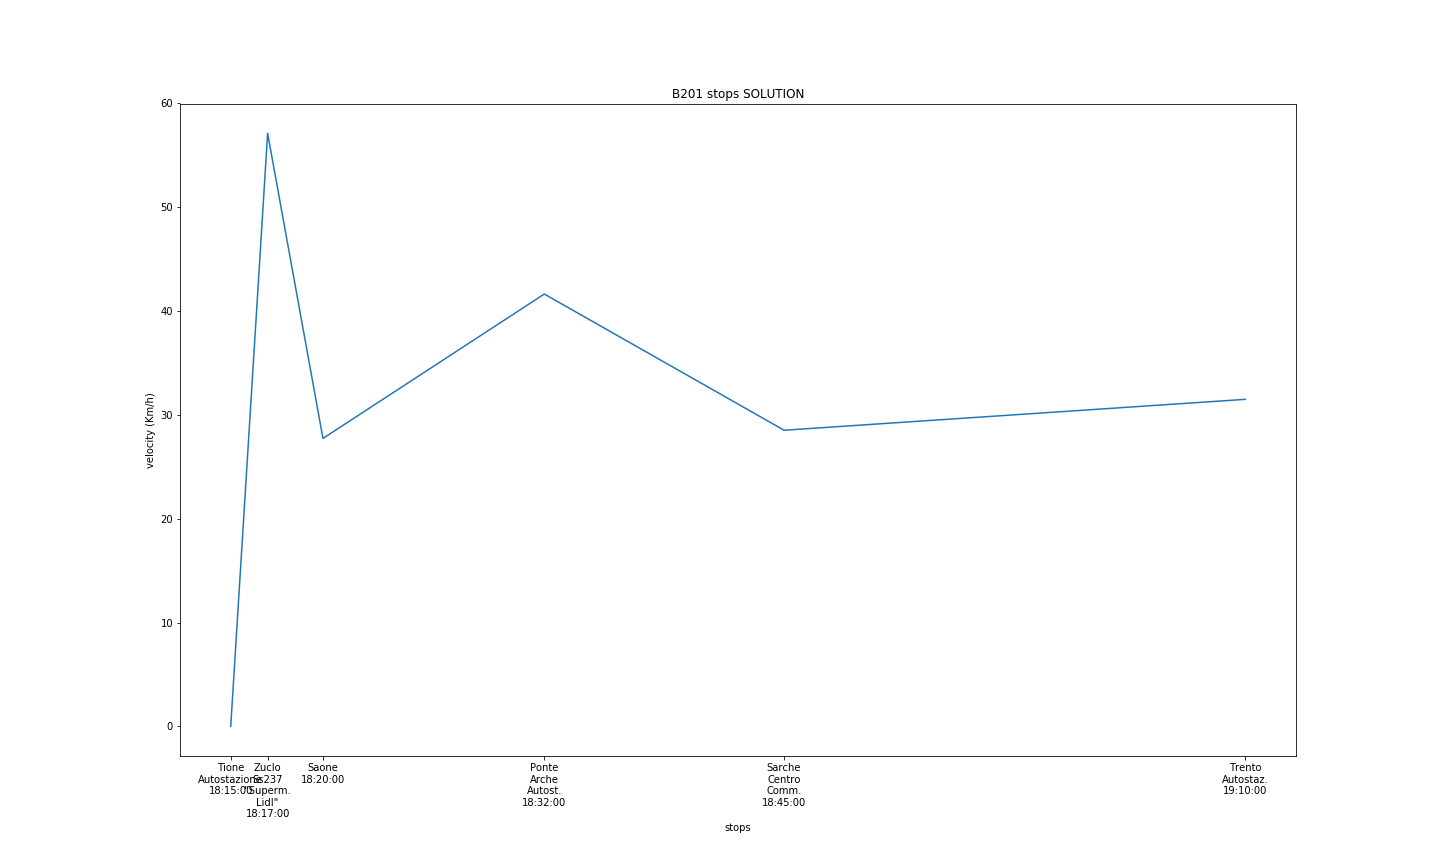 B201 stops SOLUTION
60
50
40
30
20
10
0
velocity (Km/h)
Tione
Autostazione
18:15:00
Zuclo
Ss237
"Superm.
Lidl"
18:17:00
Saone
18:20:00
Ponte
Arche
Autost.
18:32:00
Sarche
Centro
Comm.
18:45:00
Trento
Autostaz.
19:10:00
stops